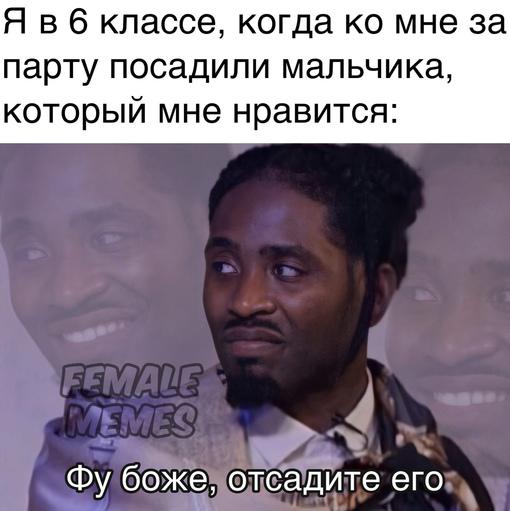 Я в 6 классе, когда ко мне за
парту посадили мальчика,
который мне нравится:
FEMALE
MEMES
Фу боже, отсадите его